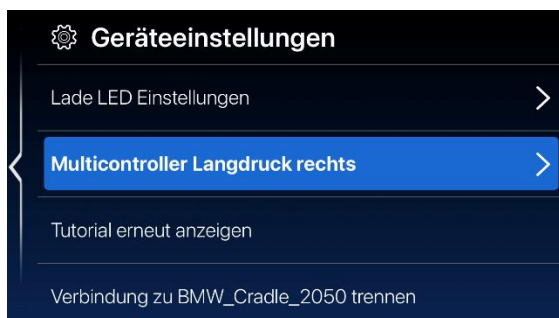 Geräteeinstellungen
Lade LED Einstellungen
Multicontroller Langdruck rechts
Tutorial erneut anzeigen
Verbindung zu BMW_Cradle_2050 trennen